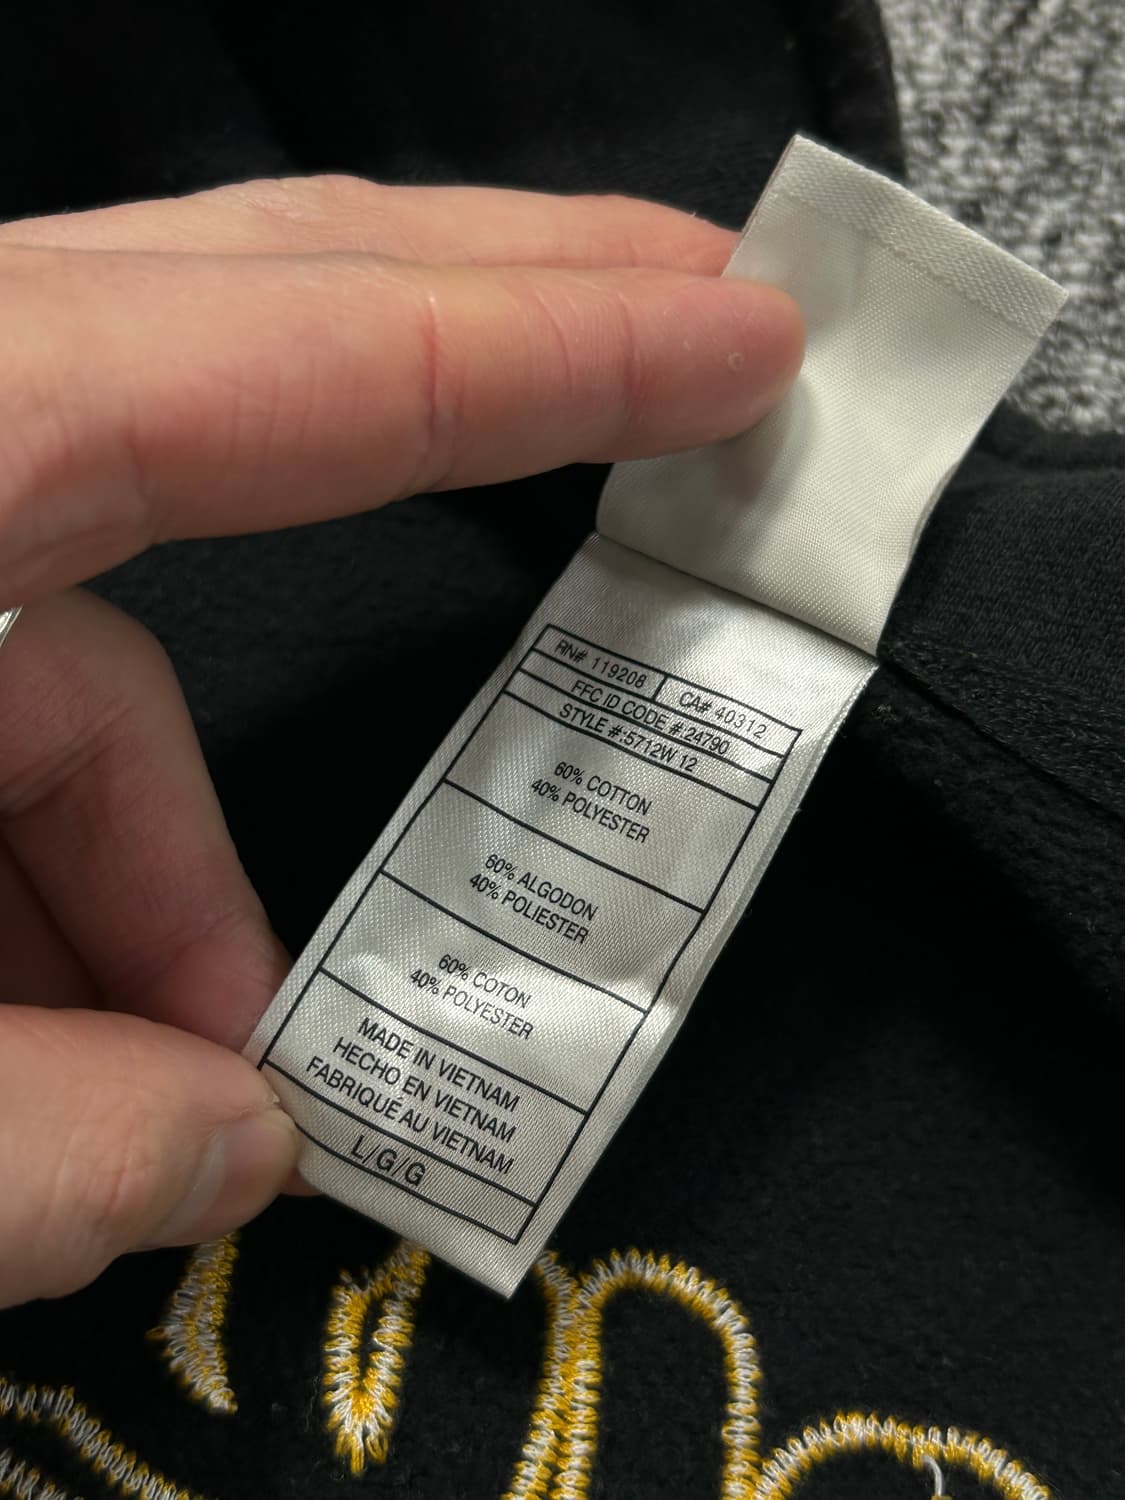 RN# 119208 CA# 40312
FFC ID CODE # 24790
STYLE #:5712W 12
60% COTTON
40% POLYESTER
60% ALGODON
40% POLIESTER
60% COTON
40% POLYESTER
MADE IN VIETNAM
HECHO EN VIETNAM
FABRIQUÉ AU VIETNAM
L/G/G